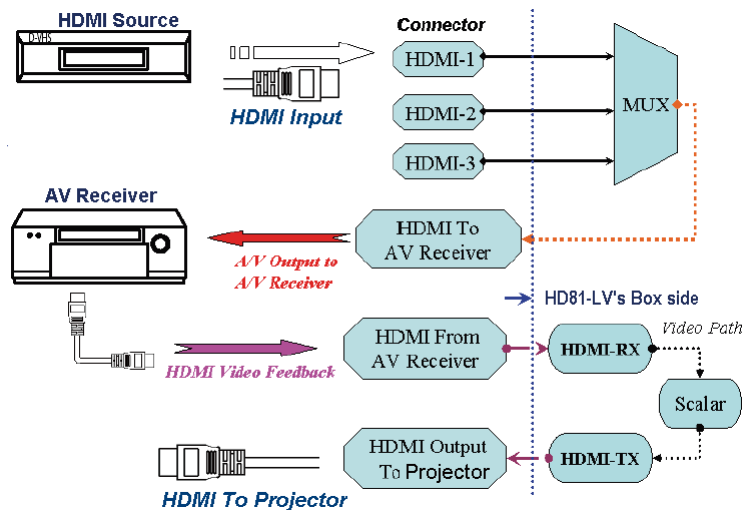 HDMI Source
D-VHS
Connector
HDMI Input
HDMI-1
HDMI-2
HDMI-3
MUX
AV Receiver
HDMI To
AV Receiver
A/V Output to
A/V Receiver
HD81-LV's Box side
HDMI Video Feedback
HDMI From
AV Receiver
HDMI-RX
Video Path
Scalar
HDMI To Projector
HDMI Output
To Projector
HDMI-TX